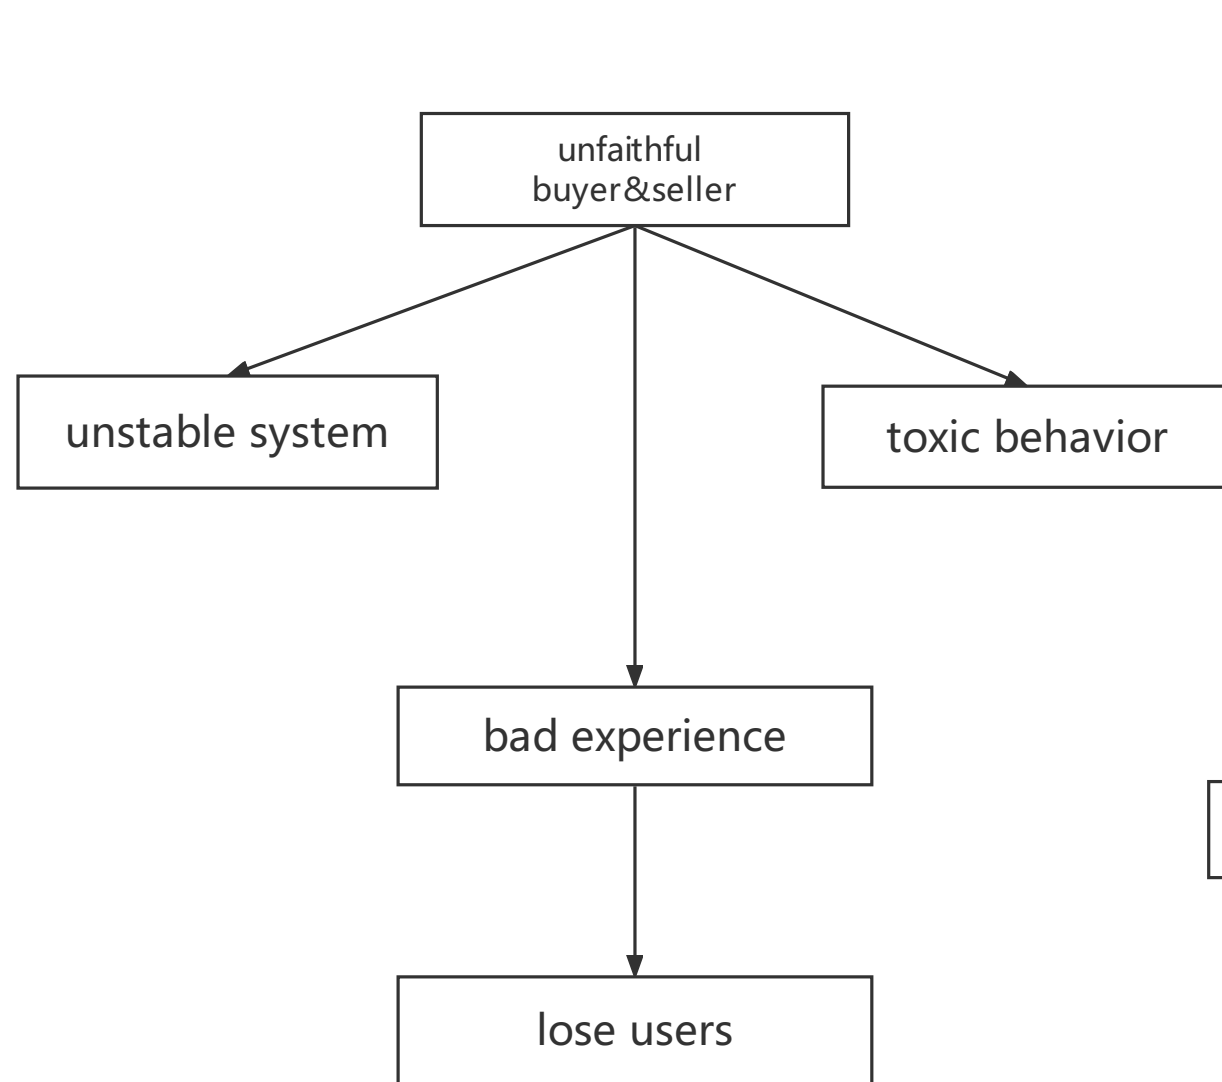 unfaithful
buyer&seller
unstable system
toxic behavior
bad experience
lose users